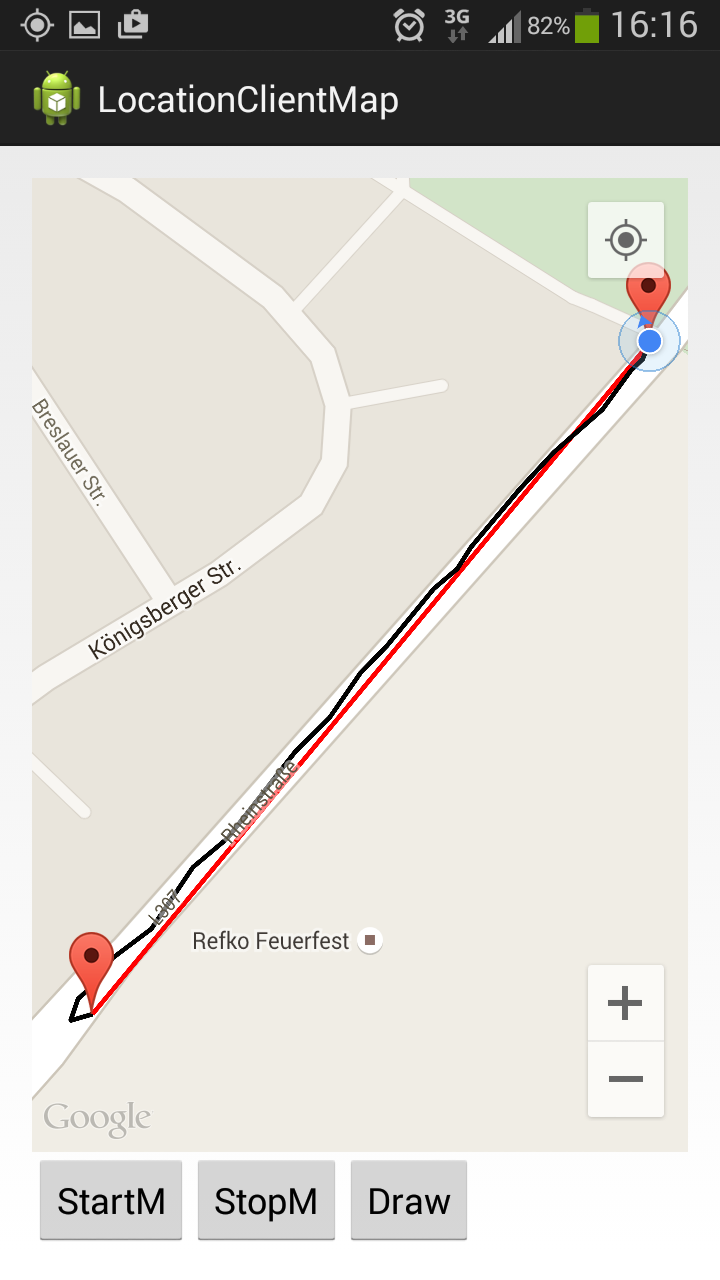 3G 82% 16:16
LocationClientMap
Breslauer Str.
Königsberger Str.
Rheinstraße
L307
Refko Feuerfest
Google
StartM StopM Draw